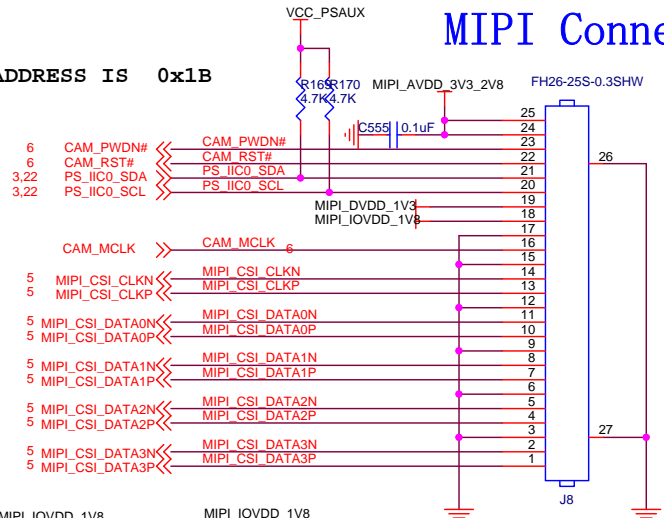 VCC_PSAUX
MIPI Conne
ADDRESS IS 0x1B
R169 R170
4.7K 4.7K
MIPI_AVDD_3V3_2V8
FH26-25S-0.3SHW
C555 0.1uF
25
24
6 CAM_PWDN# CAM_PWDN# 23
6 CAM_RST# CAM_RST# 22
26
3,22 PS_IIC0_SDA PS_IIC0_SDA 21
3,22 PS_IIC0_SCL PS_IIC0_SCL 20
MIPI_DVDD_1V3 19
MIPI_IOVDD_1V8 18
17
CAM_MCLK CAM_MCLK 6 16
15
5 MIPI_CSI_CLKN MIPI_CSI_CLKN 14
5 MIPI_CSI_CLKP MIPI_CSI_CLKP 13
12
5 MIPI_CSI_DATA0N MIPI_CSI_DATA0N 11
5 MIPI_CSI_DATA0P MIPI_CSI_DATA0P 10
9
5 MIPI_CSI_DATA1N MIPI_CSI_DATA1N 8
5 MIPI_CSI_DATA1P MIPI_CSI_DATA1P 7
6
5 MIPI_CSI_DATA2N MIPI_CSI_DATA2N 5
5 MIPI_CSI_DATA2P MIPI_CSI_DATA2P 4
3
27
5 MIPI_CSI_DATA3N MIPI_CSI_DATA3N 2
5 MIPI_CSI_DATA3P MIPI_CSI_DATA3P 1
J8
MIPI_IOVDD_1V8 MIPI_IOVDD_1V8